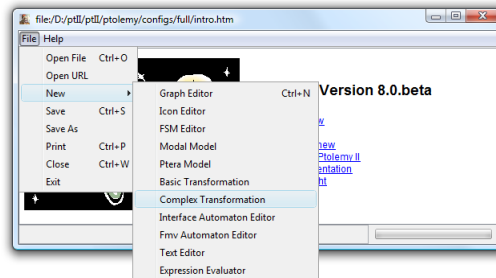 file:/D:/ptII/ptII/ptolemy/configs/full/intro.htm
File Help
Open File Ctrl+O
Open URL
New
Save Ctrl+S
Save As
Print Ctrl+P
Close Ctrl+W
Exit
Graph Editor Ctrl+N
Icon Editor
FSM Editor
Modal Model
Ptera Model
Basic Transformation
Complex Transformation
Interface Automaton Editor
Fmv Automaton Editor
Text Editor
Expression Evaluator
Version 8.0.beta
Ptolemy II